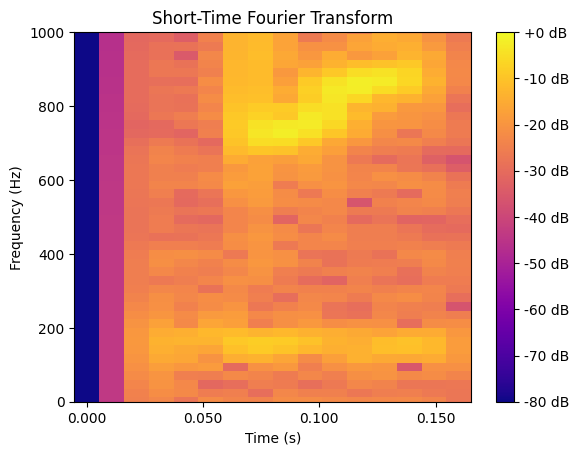 Short-Time Fourier Transform
1000
800
600
400
200
0
Frequency (Hz)
0.000
0.050
0.100
0.150
Time (s)
+0 dB
-10 dB
-20 dB
-30 dB
-40 dB
-50 dB
-60 dB
-70 dB
-80 dB